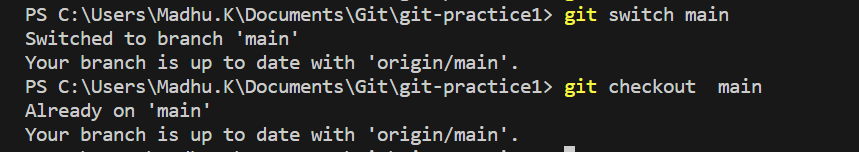 PS C:\Users\Madhu.K\Documents\Git\git-practice1> git switch main
Switched to branch 'main'
Your branch is up to date with 'origin/main'.
PS C:\Users\Madhu.K\Documents\Git\git-practice1> git checkout  main
Already on 'main'
Your branch is up to date with 'origin/main'.